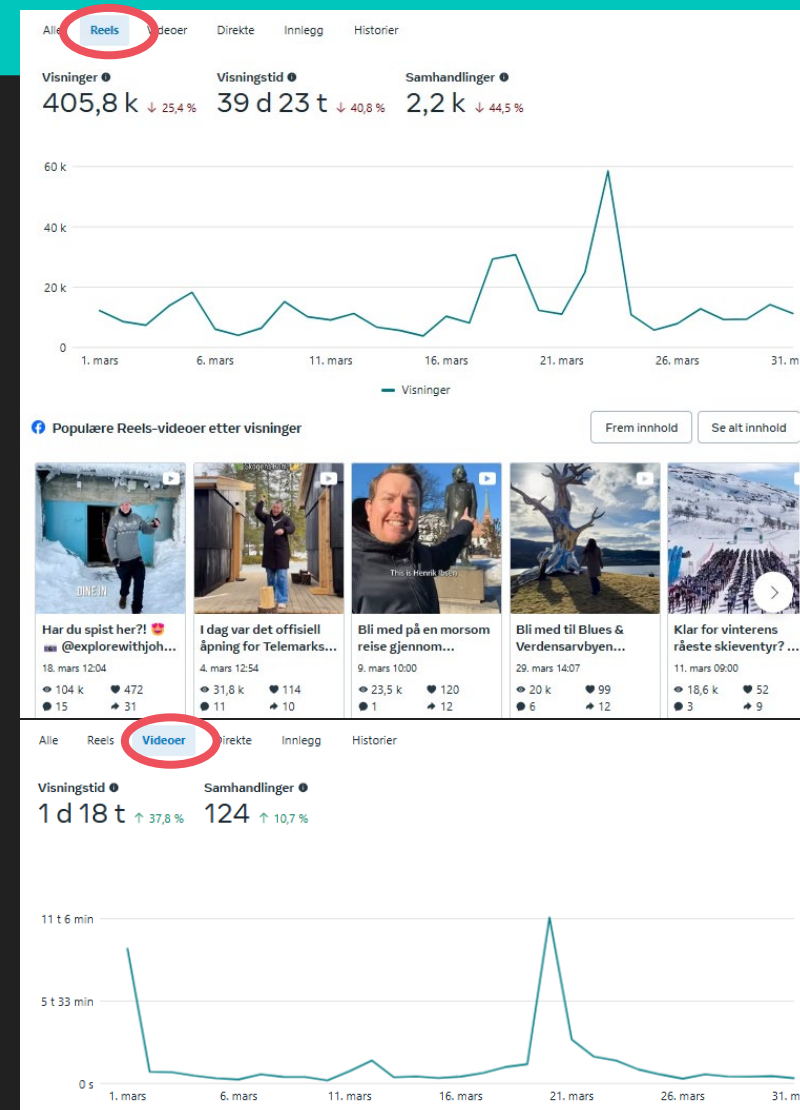 Alle Reels Videoer Direkte Innlegg Historier
Visninger Visningstid Samhandlinger
405,8 k ↓ 25,4 % 39 d 23 t ↓ 40,8 % 2,2 k ↓ 44,5 %
60 k
40 k
20 k
0
1. mars 6. mars 11. mars 16. mars 21. mars 26. mars 31. m
Visninger
Populære Reels-videoer etter visninger Frem innhold Se alt innhold
DINE IN
This is Henrik Ibsen
Har du spist her?! 😍
📷 @explorewithjoh...
18. mars 12:04
104 k 472
15 31
I dag var det offisiell
åpning for Telemarks...
4. mars 12:54
31,8 k 114
11 10
Bli med på en morsom
reise gjennom...
9. mars 10:00
23,5 k 120
1 12
Bli med til Blues &
Verdensarvbyen...
29. mars 14:07
20 k 99
6 12
Klar for vinterens
råeste skieventyr? ...
11. mars 09:00
18,6 k 52
3 9
Alle Reels Videoer Direkte Innlegg Historier
Visningstid Samhandlinger
1 d 18 t ↑ 37,8 % 124 ↑ 10,7 %
11 t 6 min
5 t 33 min
0 s
1. mars 6. mars 11. mars 16. mars 21. mars 26. mars 31. m